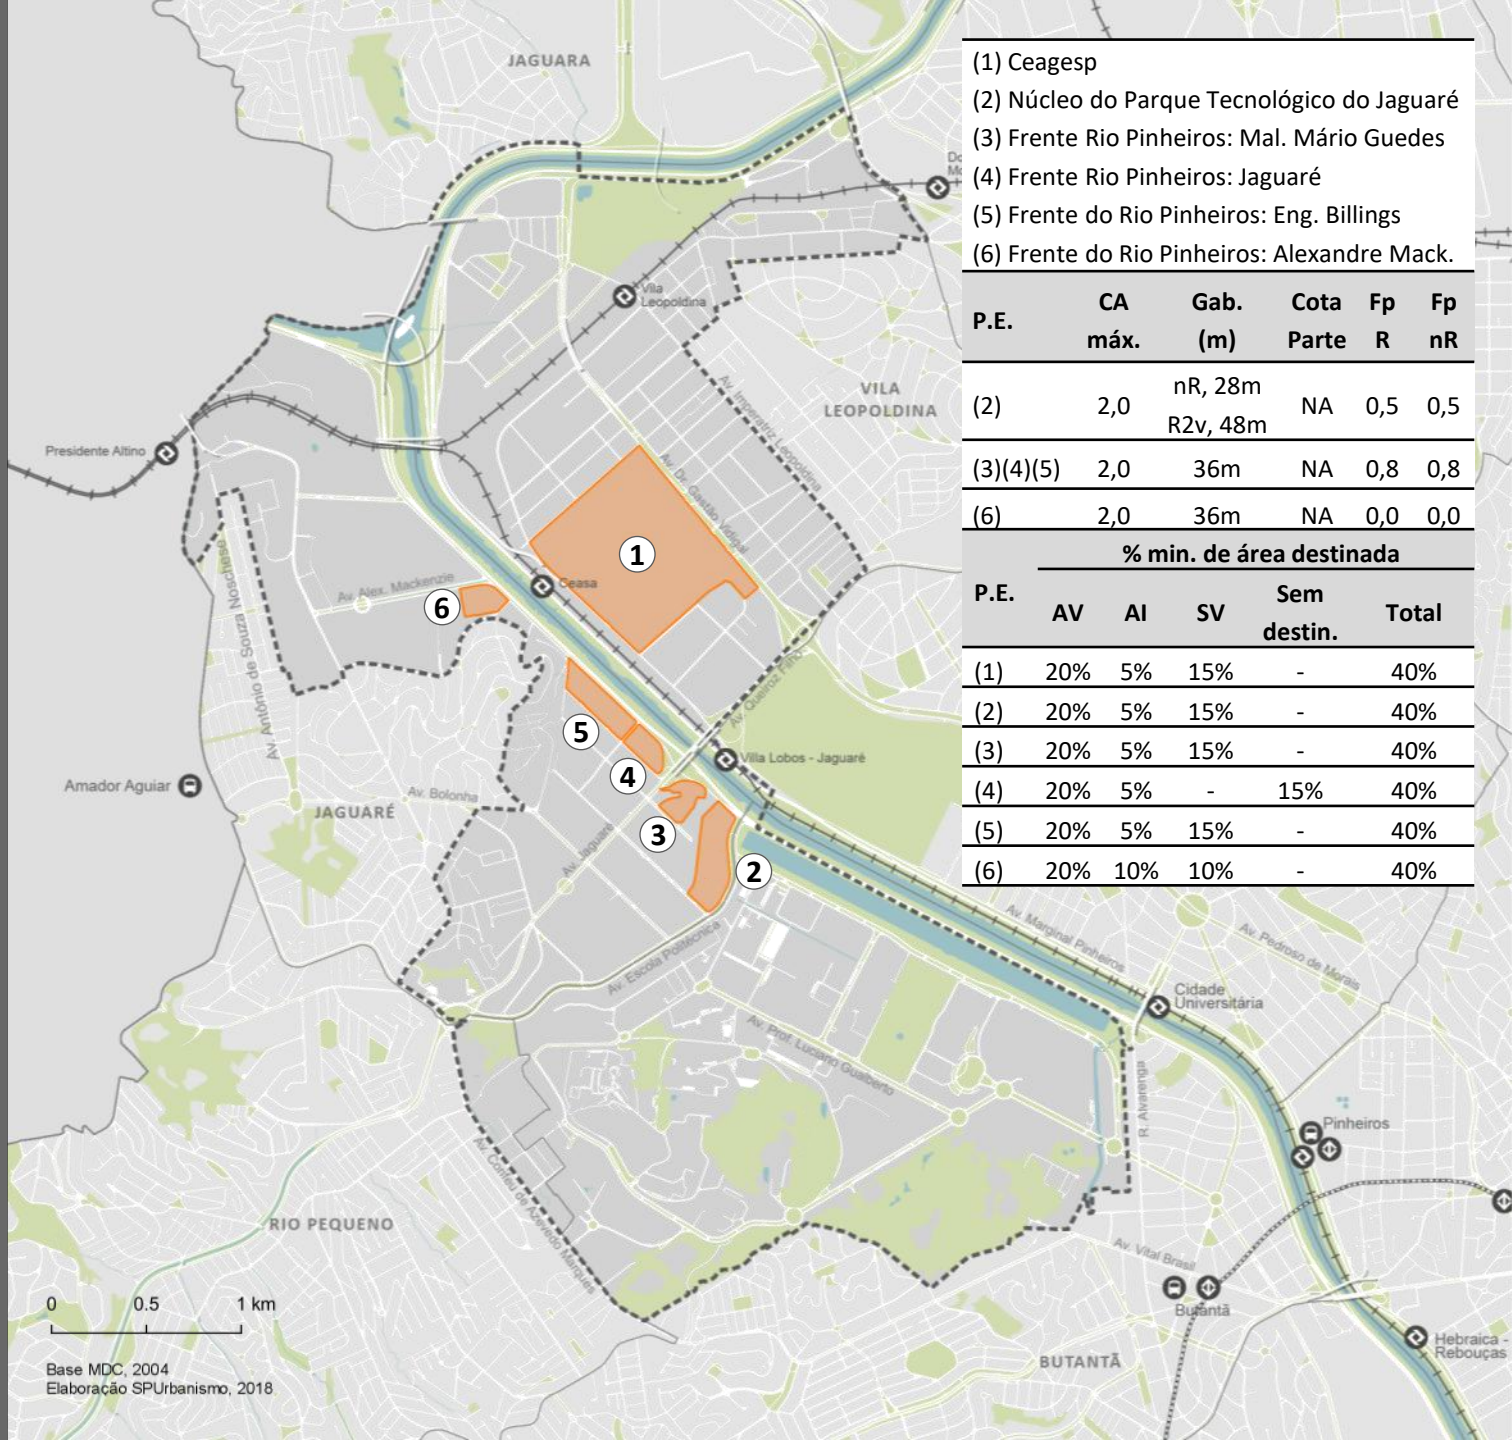 (1) Ceagesp
(2) Núcleo do Parque Tecnológico do Jaguaré
(3) Frente Rio Pinheiros: Mal. Mário Guedes
(4) Frente Rio Pinheiros: Jaguaré
(5) Frente do Rio Pinheiros: Eng. Billings
(6) Frente do Rio Pinheiros: Alexandre Mack.
P.E. CA máx. Gab. (m) Cota Parte Fp R Fp nR
(2) 2,0 nR, 28m R2v, 48m NA 0,5 0,5
(3)(4)(5) 2,0 36m NA 0,8 0,8
(6) 2,0 36m NA 0,0 0,0
P.E. % min. de área destinada
AV AI SV Sem destin. Total
(1) 20% 5% 15% - 40%
(2) 20% 5% 15% - 40%
(3) 20% 5% 15% - 40%
(4) 20% 5% - 15% 40%
(5) 20% 5% 15% - 40%
(6) 20% 10% 10% - 40%
JAGUARA
Vila
Leopoldina
VILA
LEOPOLDINA
Av. Imperatriz Leopoldina
Av. Dr. Gastão Vidigal
Presidente Altino
1
Ceasa
Av. Alex. Mackenzie
6
Av. Antônio de Souza Noschese
Av. Queiroz Filho
5
4
Villa Lobos - Jaguaré
Amador Aguiar
Av. Bolonha
JAGUARÉ
3
Av. Jaguaré
2
Av. Escola Politécnica
Av. Marginal Pinheiros
Av. Pedroso de Morais
Cidade
Universitária
Av. Prof. Luciano Gualberto
R. Alvarenga
Pinheiros
Av. Corifeu de Azevedo Marques
RIO PEQUENO
Av. Vital Brasil
Butantã
Hebraica -
Rebouças
BUTANTÃ
0 0.5 1 km
Base MDC, 2004
Elaboração SPUrbanismo, 2018